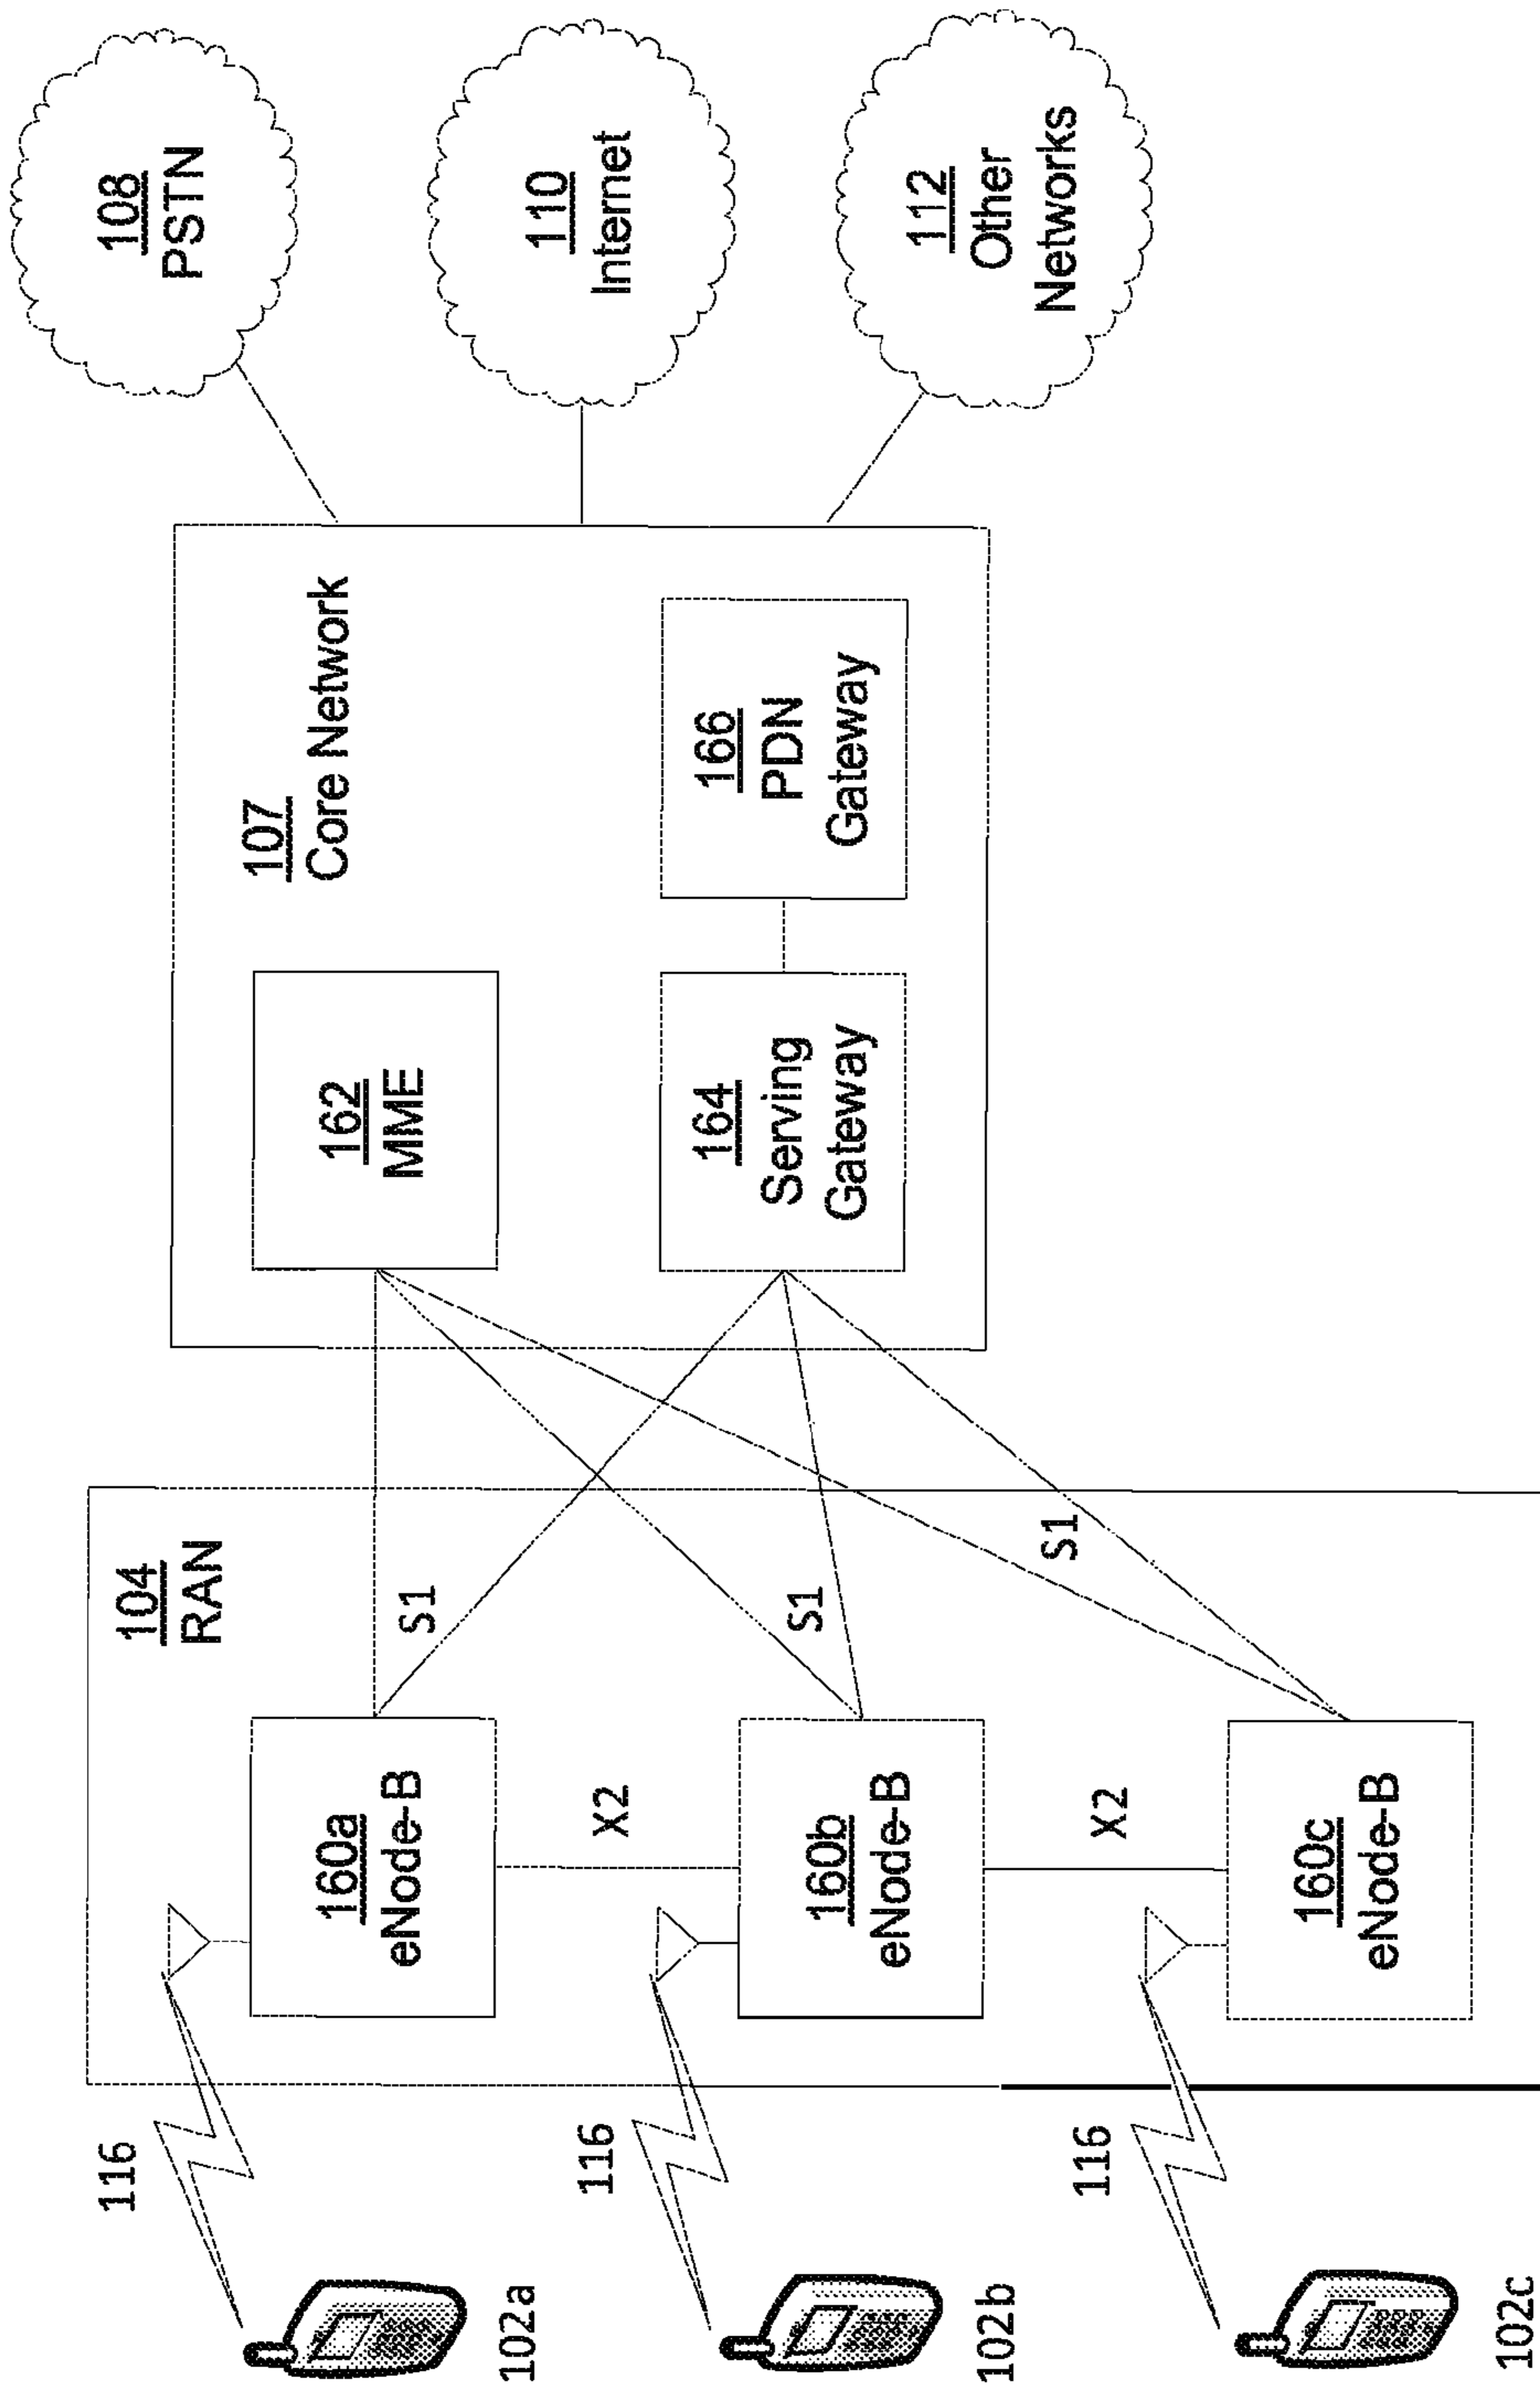 102a
116
104
RAN
160a
eNode-B
S1
X2
102b
116
160b
eNode-B
S1
X2
102c
116
160c
eNode-B
S1
107
Core Network
162
MME
164
Serving
Gateway
166
PDN
Gateway
108
PSTN
110
Internet
112
Other
Networks